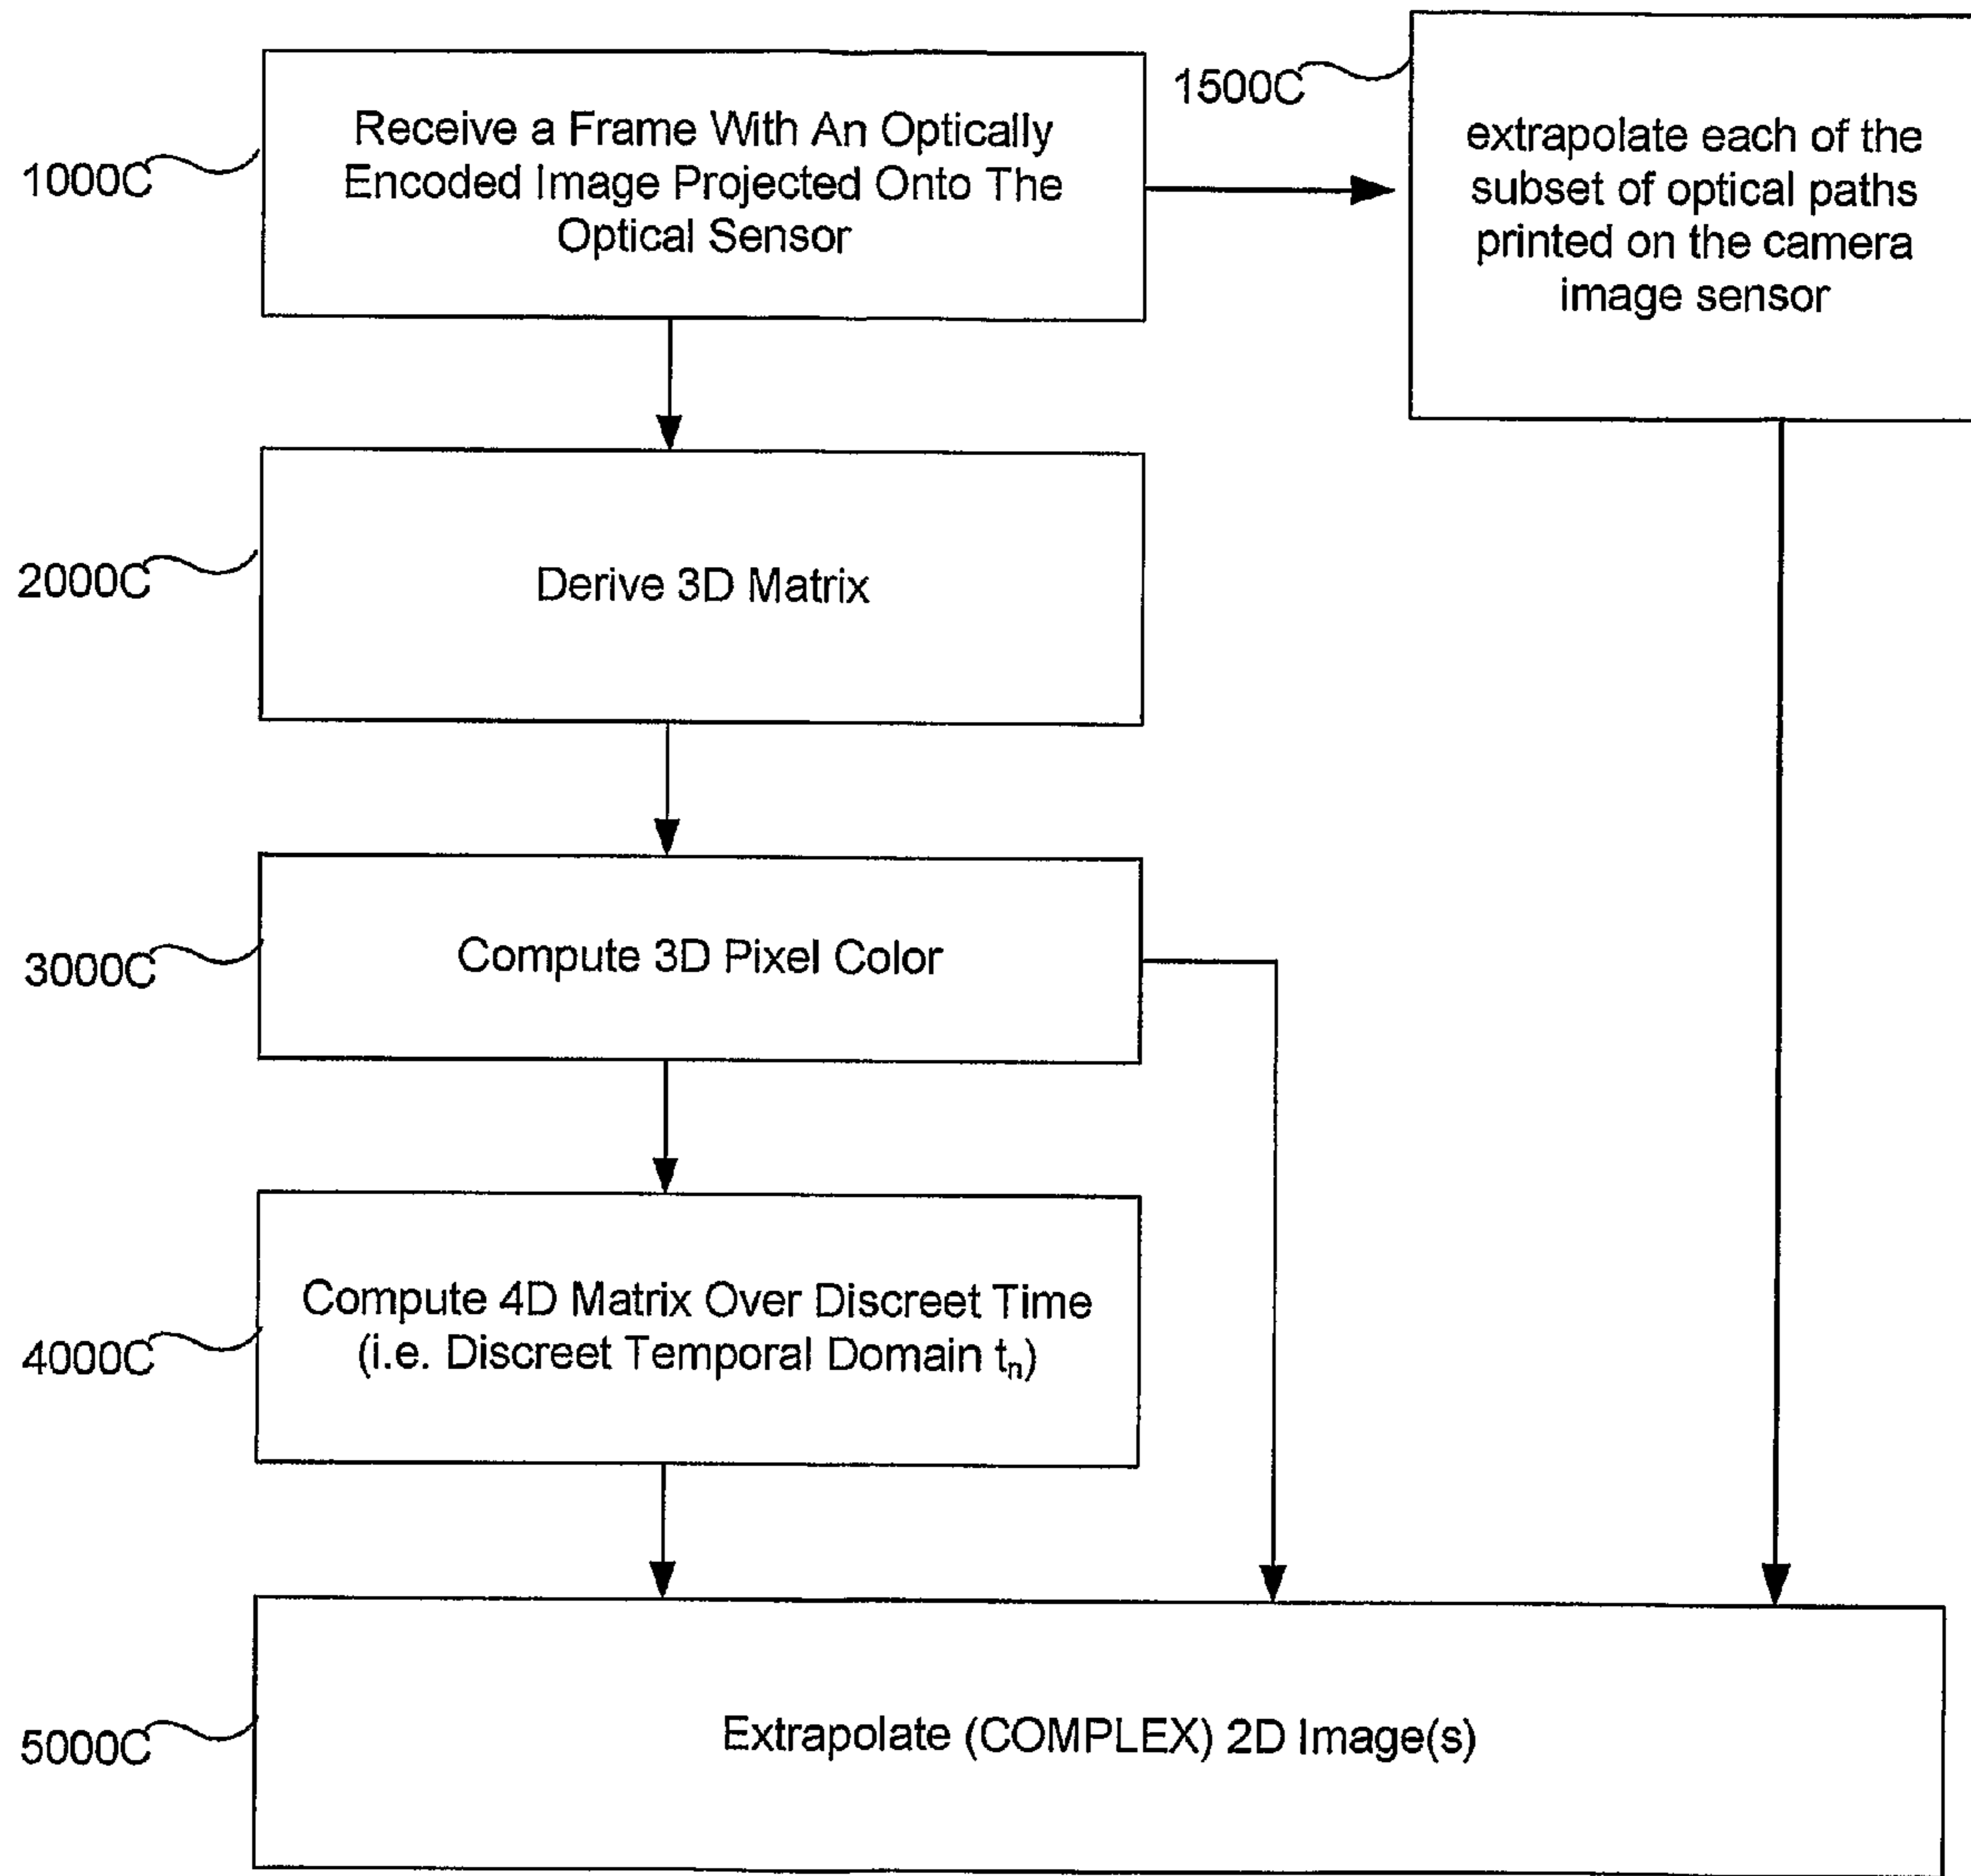 1000C
Receive a Frame With An Optically
Encoded Image Projected Onto The
Optical Sensor
1500C
extrapolate each of the
subset of optical paths
printed on the camera
image sensor
2000C
Derive 3D Matrix
3000C
Compute 3D Pixel Color
4000C
Compute 4D Matrix Over Discreet Time
(i.e. Discreet Temporal Domain tₙ)
5000C
Extrapolate (COMPLEX) 2D Image(s)